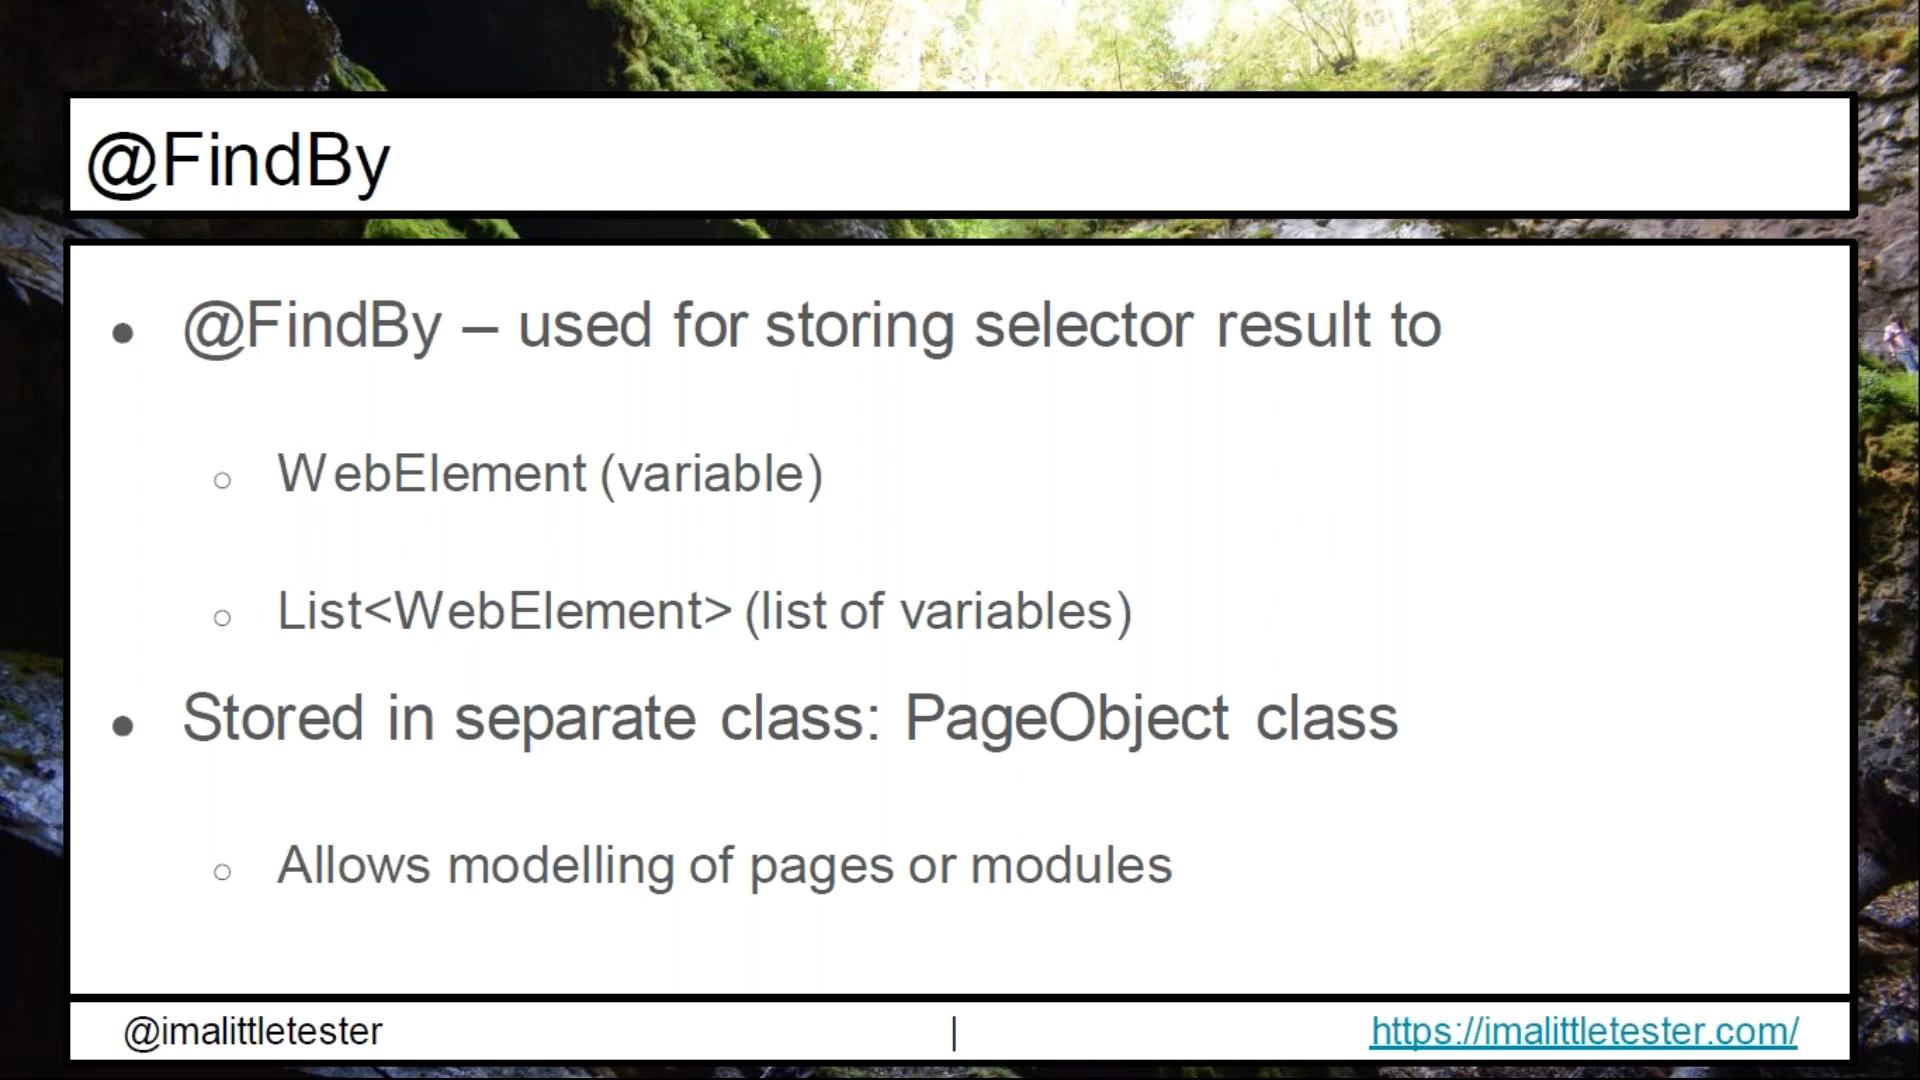 @FindBy
● @FindBy – used for storing selector result to
○ WebElement (variable)
○ List<WebElement> (list of variables)
● Stored in separate class: PageObject class
○ Allows modelling of pages or modules
@imalittletester | https://imalittletester.com/